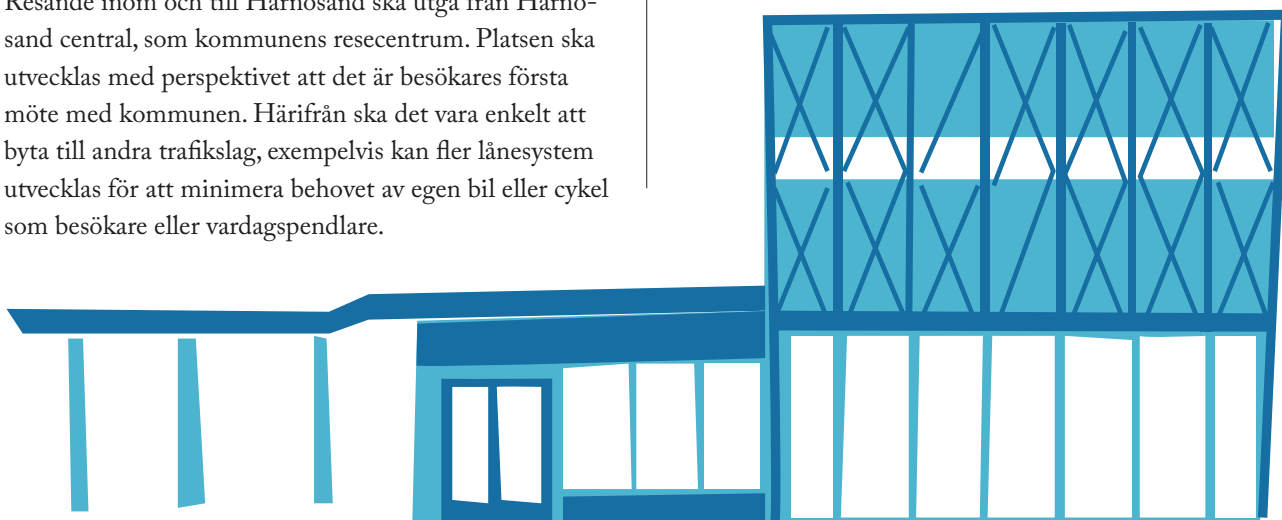 Resande inom och till Härnösand ska utgå från Härnö-
sand central, som kommunens resecentrum. Platsen ska
utvecklas med perspektivet att det är besökares första
möte med kommunen. Härifrån ska det vara enkelt att
byta till andra trafikslag, exempelvis kan fler lånesystem
utvecklas för att minimera behovet av egen bil eller cykel
som besökare eller vardagspendlare.